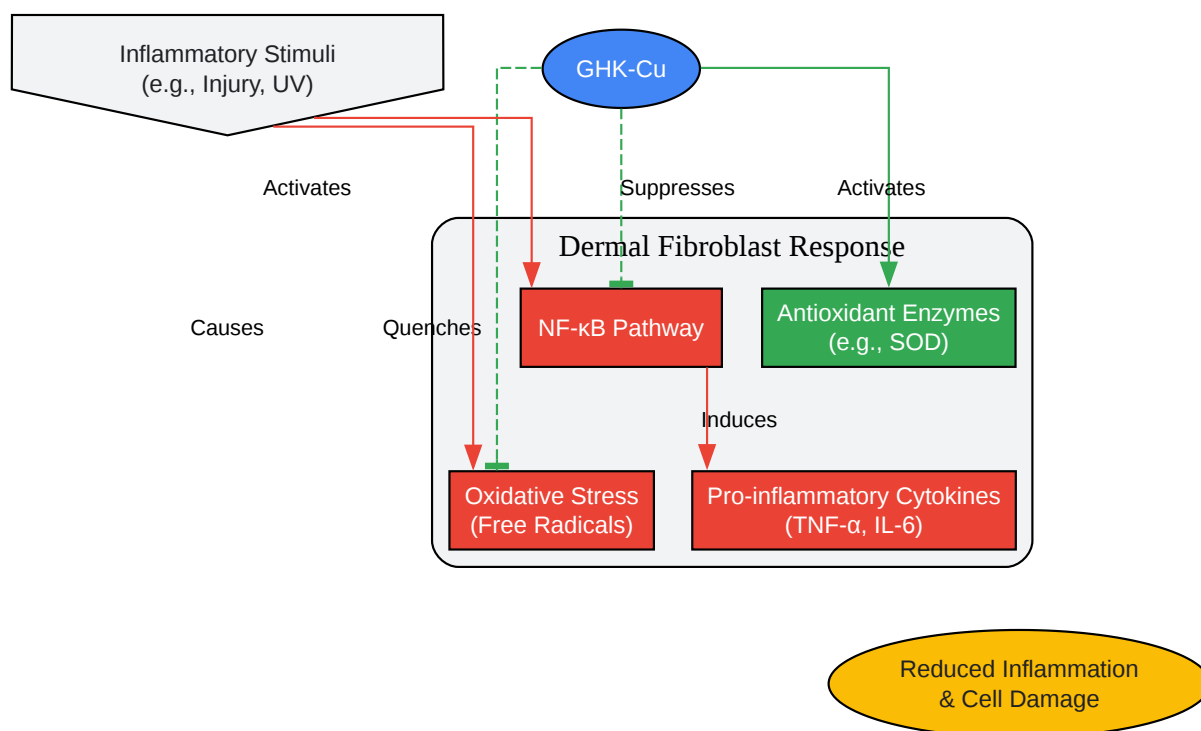 Inflammatory Stimuli
(e.g., Injury, UV)
GHK-Cu
Activates
Suppresses
Activates
Dermal Fibroblast Response
Causes
Quenches
NF-κB Pathway
Antioxidant Enzymes
(e.g., SOD)
Induces
Oxidative Stress
(Free Radicals)
Pro-inflammatory Cytokines
(TNF-α, IL-6)
Reduced Inflammation
& Cell Damage